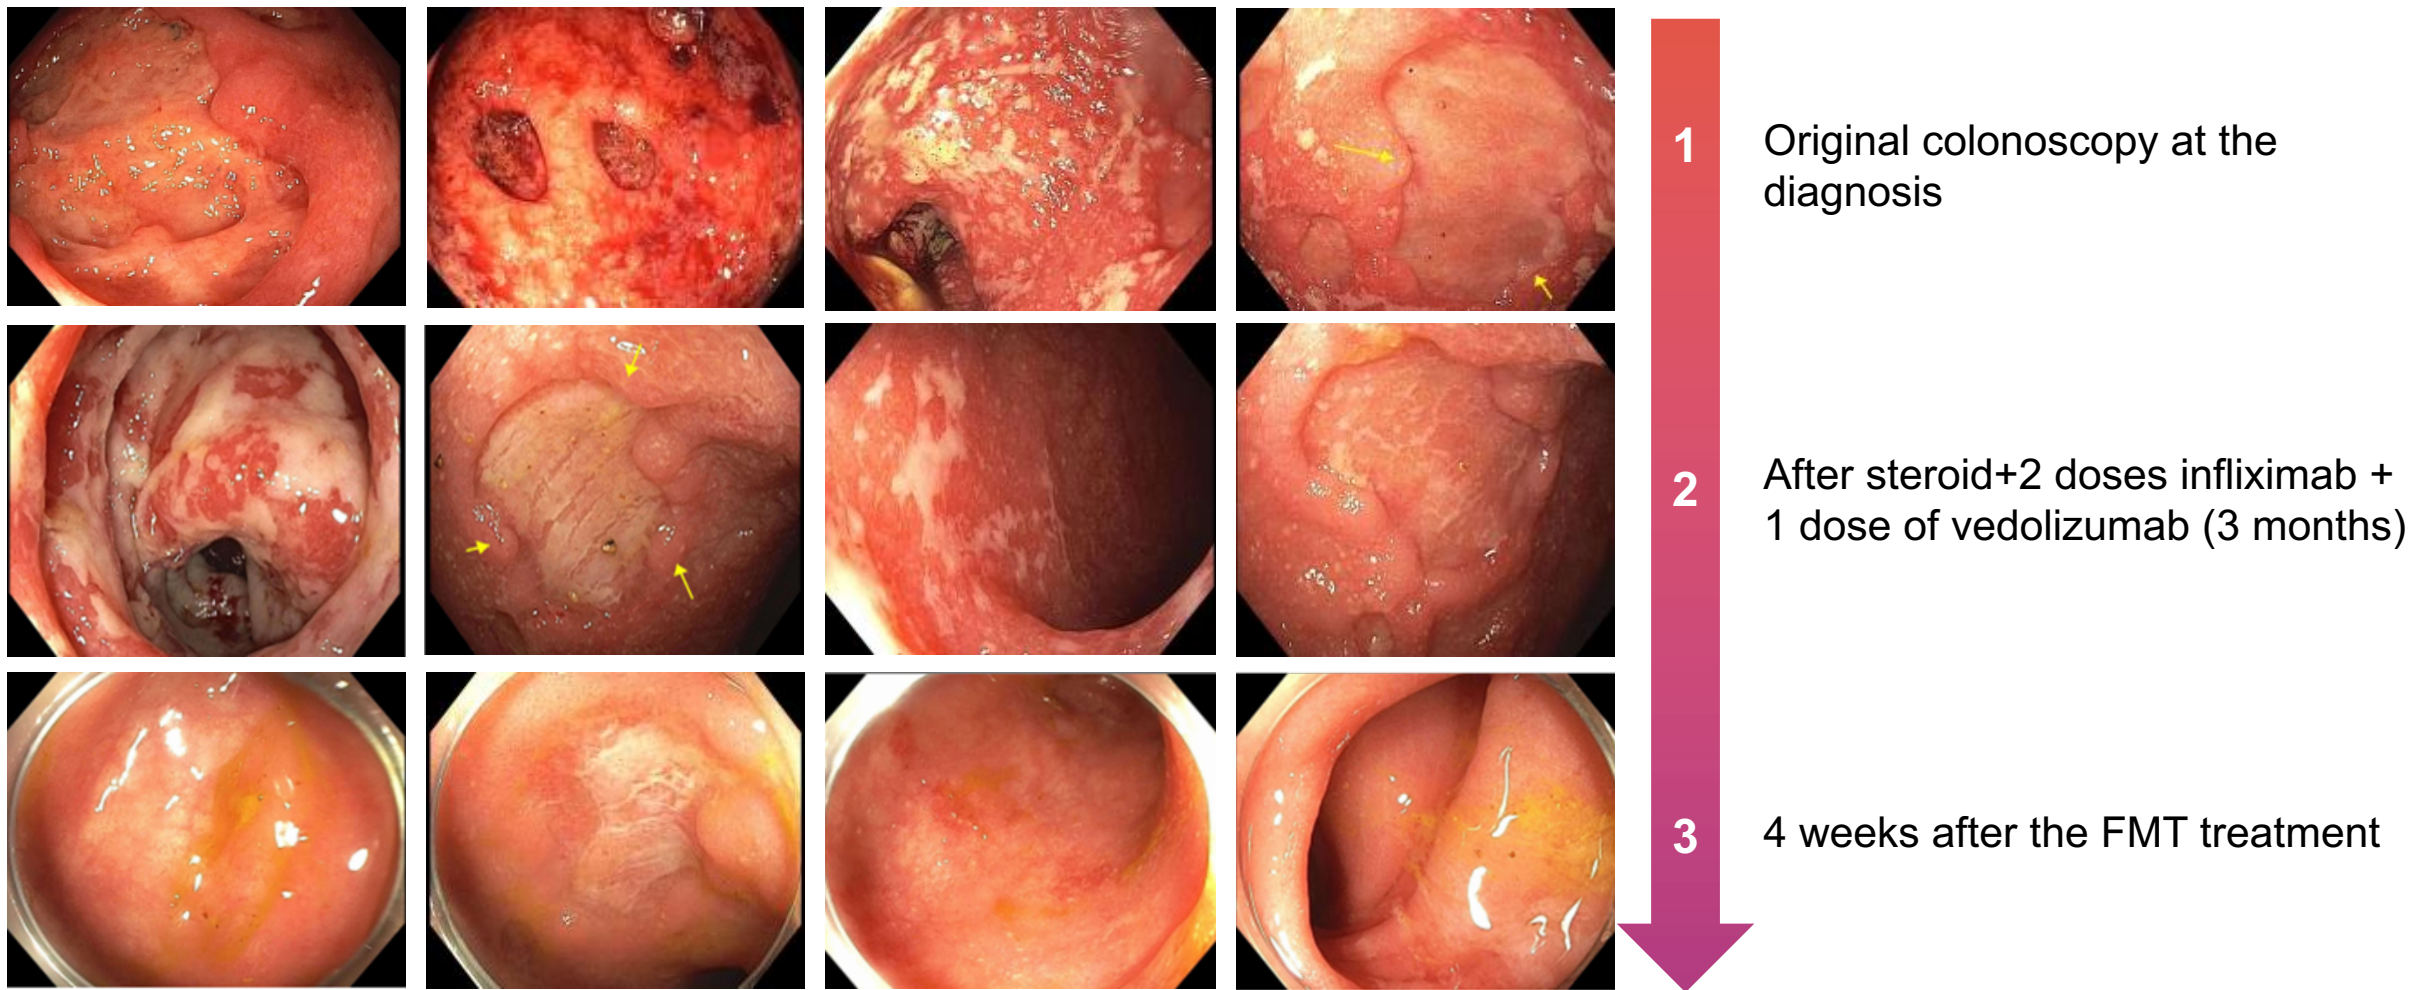 1
Original colonoscopy at the
diagnosis
2
After steroid+2 doses infliximab +
1 dose of vedolizumab (3 months)
3
4 weeks after the FMT treatment